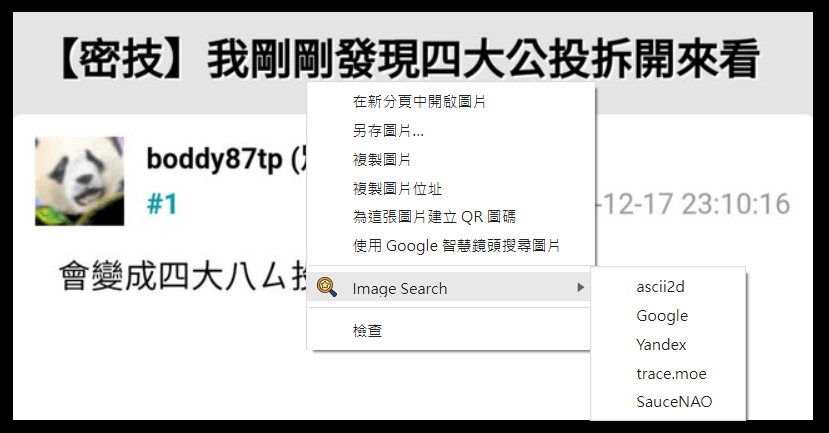 【密技】我剛剛發現四大公投拆開來看
boddy87tp (
#1
-12-17 23:10:16
會變成四大八ム
在新分頁中開啟圖片
另存圖片...
複製圖片
複製圖片位址
為這張圖片建立 QR 圖碼
使用 Google 智慧鏡頭搜尋圖片
Image Search
檢查
ascii2d
Google
Yandex
trace.moe
SauceNAO